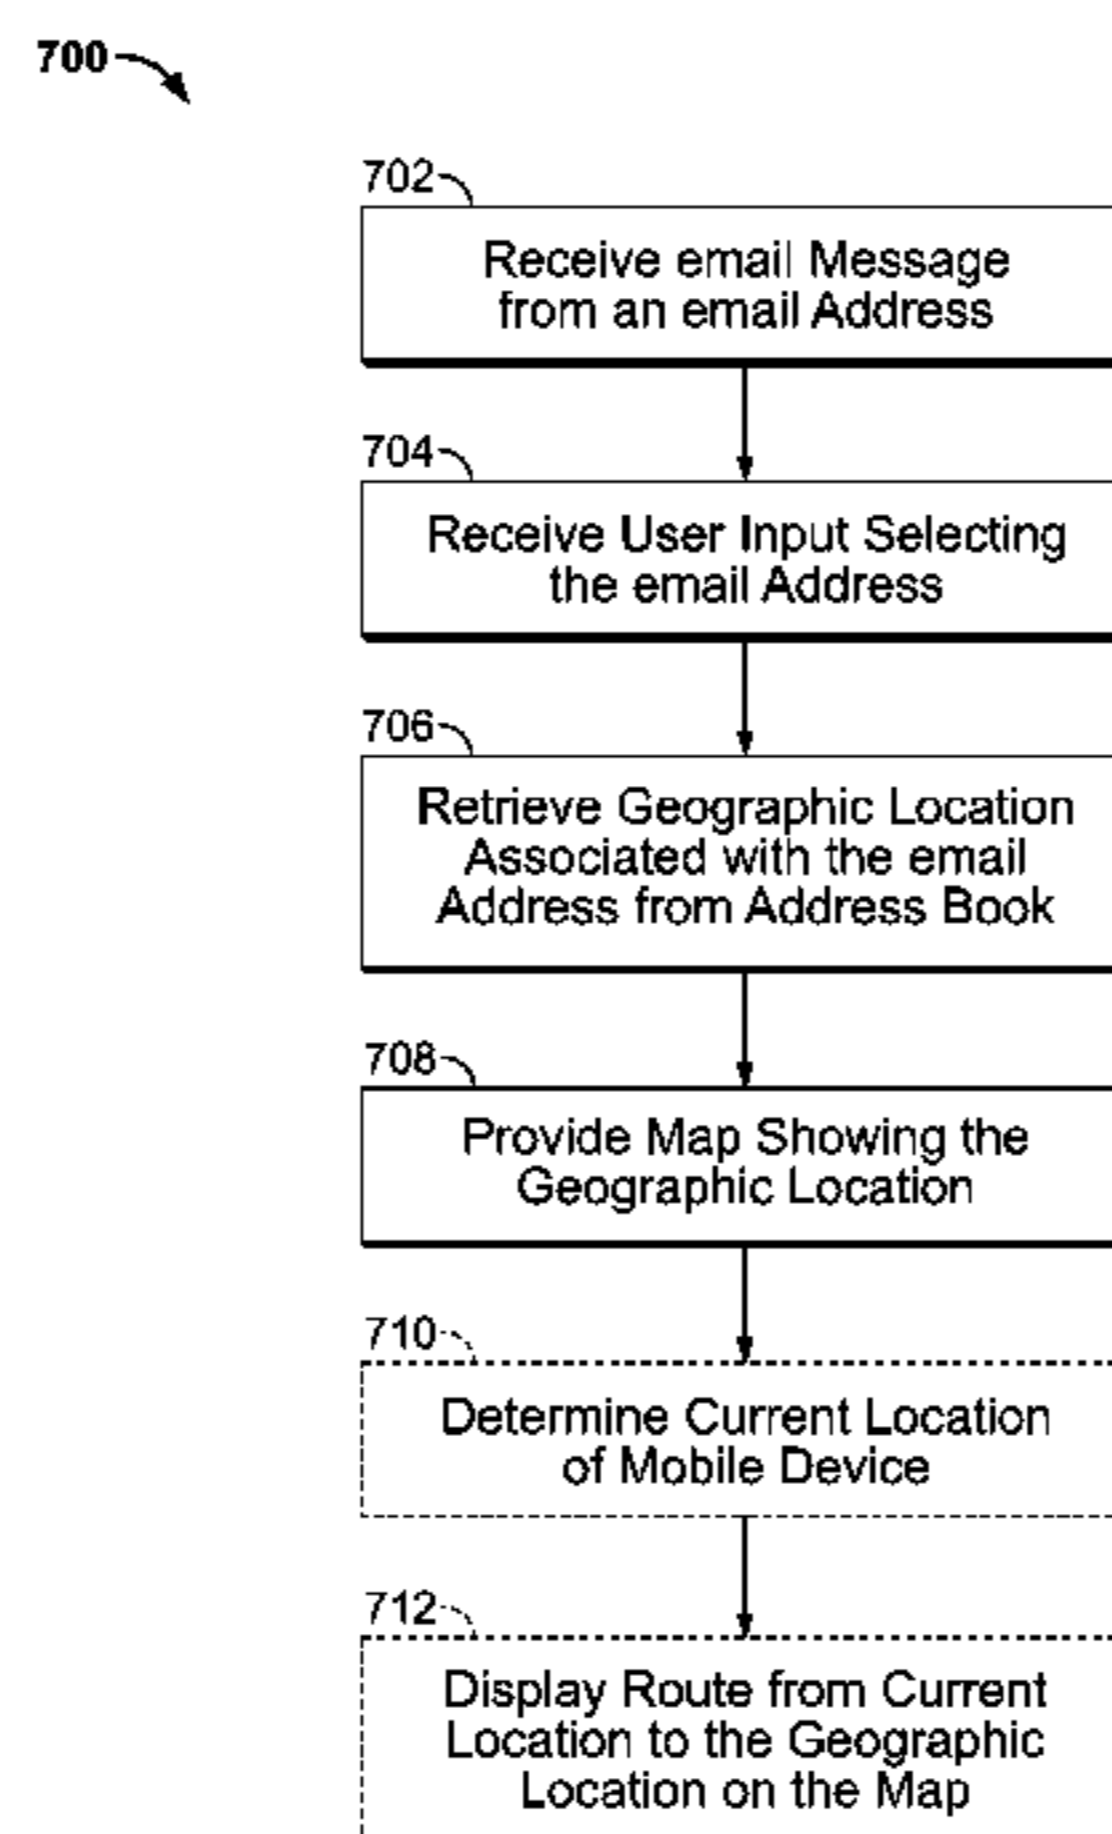 700
702
Receive email Message
from an email Address
704
Receive User Input Selecting
the email Address
706
Retrieve Geographic Location
Associated with the email
Address from Address Book
708
Provide Map Showing the
Geographic Location
710
Determine Current Location
of Mobile Device
712
Display Route from Current
Location to the Geographic
Location on the Map